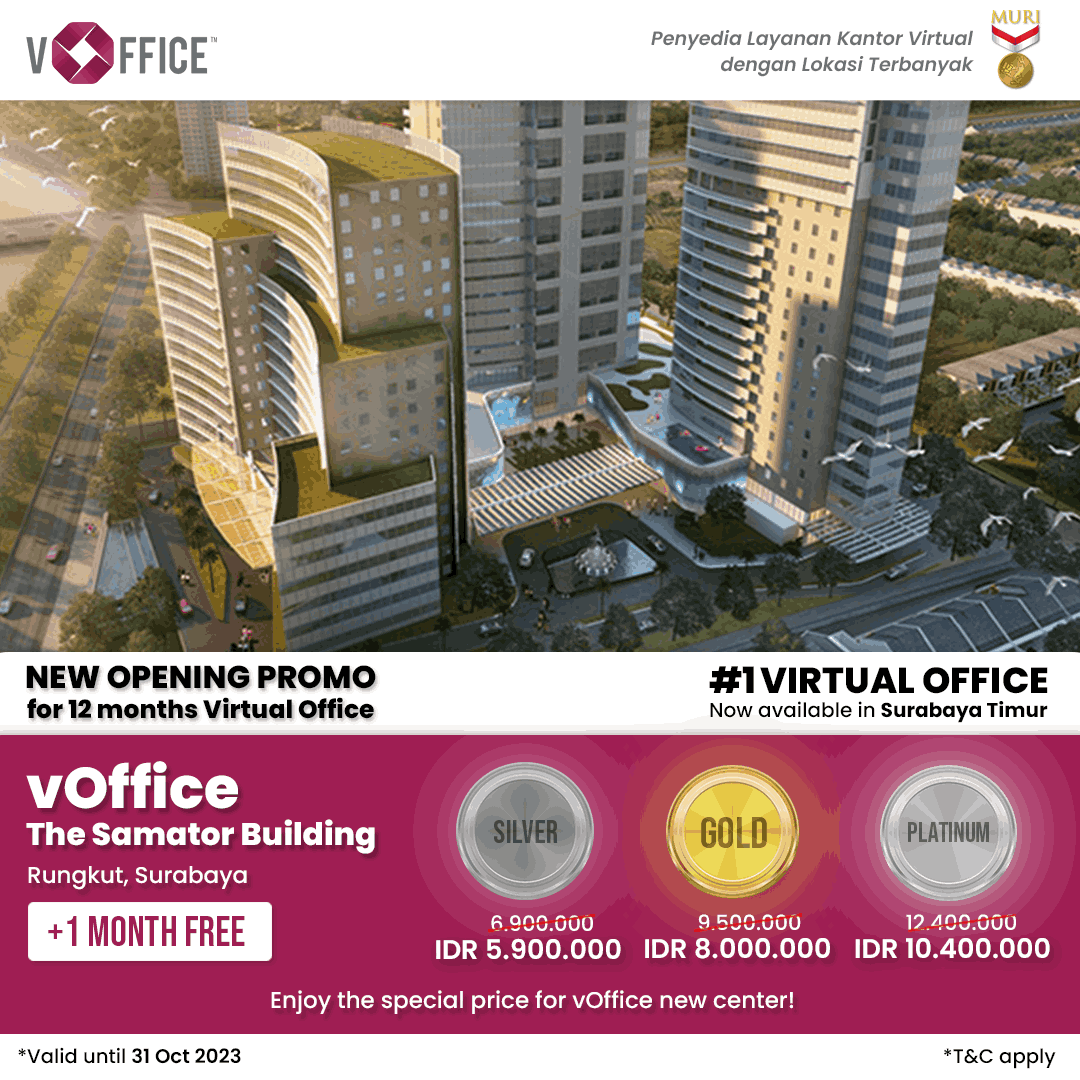 VOFFICE™
Penyedia Layanan Kantor Virtual
dengan Lokasi Terbanyak
MURI
NEW OPENING PROMO
for 12 months Virtual Office
#1 VIRTUAL OFFICE
Now available in Surabaya Timur
vOffice
The Samator Building
Rungkut, Surabaya
+1 MONTH FREE
SILVER
6.900.000
IDR 5.900.000
GOLD
9.500.000
IDR 8.000.000
PLATINUM
12.400.000
IDR 10.400.000
Enjoy the special price for vOffice new center!
*Valid until 31 Oct 2023
*T&C apply